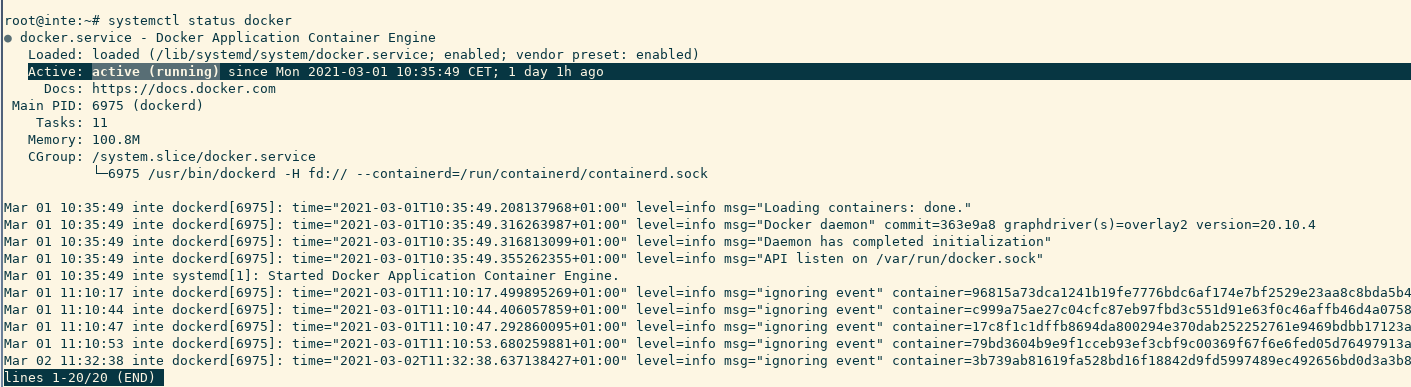 root@inte:~# systemctl status docker
● docker.service - Docker Application Container Engine
   Loaded: loaded (/lib/systemd/system/docker.service; enabled; vendor preset: enabled)
   Active: active (running) since Mon 2021-03-01 10:35:49 CET; 1 day 1h ago
     Docs: https://docs.docker.com
 Main PID: 6975 (dockerd)
    Tasks: 11
   Memory: 100.8M
   CGroup: /system.slice/docker.service
           └─6975 /usr/bin/dockerd -H fd:// --containerd=/run/containerd/containerd.sock

Mar 01 10:35:49 inte dockerd[6975]: time="2021-03-01T10:35:49.208137968+01:00" level=info msg="Loading containers: done."
Mar 01 10:35:49 inte dockerd[6975]: time="2021-03-01T10:35:49.316263987+01:00" level=info msg="Docker daemon" commit=363e9a8 graphdriver(s)=overlay2 version=20.10.4
Mar 01 10:35:49 inte dockerd[6975]: time="2021-03-01T10:35:49.316813099+01:00" level=info msg="Daemon has completed initialization"
Mar 01 10:35:49 inte dockerd[6975]: time="2021-03-01T10:35:49.355262355+01:00" level=info msg="API listen on /var/run/docker.sock"
Mar 01 10:35:49 inte systemd[1]: Started Docker Application Container Engine.
Mar 01 11:10:17 inte dockerd[6975]: time="2021-03-01T11:10:17.499895269+01:00" level=info msg="ignoring event" container=96815a73dca1241b19fe7776bdc6af174e7bf2529e23aa8c8bda5b4
Mar 01 11:10:44 inte dockerd[6975]: time="2021-03-01T11:10:44.406057859+01:00" level=info msg="ignoring event" container=c999a75ae27c04cfc87eb97fbd3c551d91e63f0c46affb46d4a0758
Mar 01 11:10:47 inte dockerd[6975]: time="2021-03-01T11:10:47.292860095+01:00" level=info msg="ignoring event" container=17c8f1c1dffb8694da800294e370dab252252761e9469bdbb17123a
Mar 01 11:10:53 inte dockerd[6975]: time="2021-03-01T11:10:53.680259881+01:00" level=info msg="ignoring event" container=79bd3604b9e9f1cceb93ef3cbf9c00369f67f6e6fed05d76497913a
Mar 02 11:32:38 inte dockerd[6975]: time="2021-03-02T11:32:38.637138427+01:00" level=info msg="ignoring event" container=3b739ab81619fa528bd16f18842d9fd5997489ec492656bd0d3a3b8
lines 1-20/20 (END)